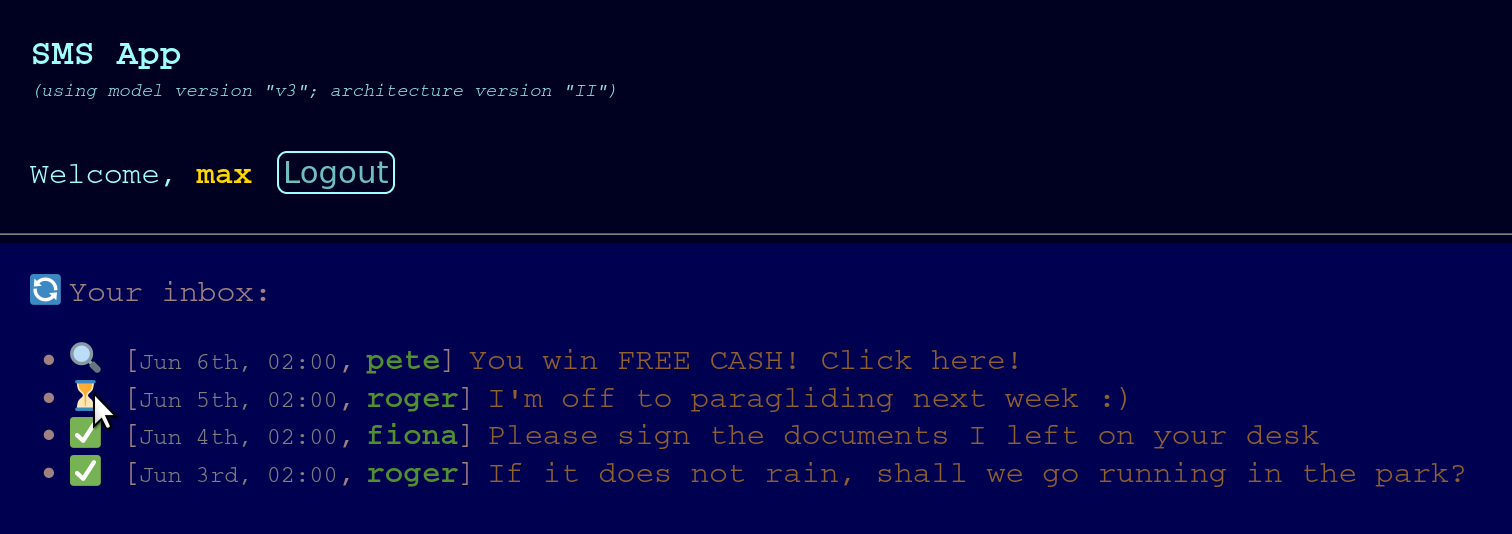 SMS App
(using model version "v3"; architecture version "II")
Welcome, max Logout
Your inbox:
[Jun 6th, 02:00, pete] You win FREE CASH! Click here!
[Jun 5th, 02:00, roger] I'm off to paragliding next week :)
[Jun 4th, 02:00, fiona] Please sign the documents I left on your desk
[Jun 3rd, 02:00, roger] If it does not rain, shall we go running in the park?